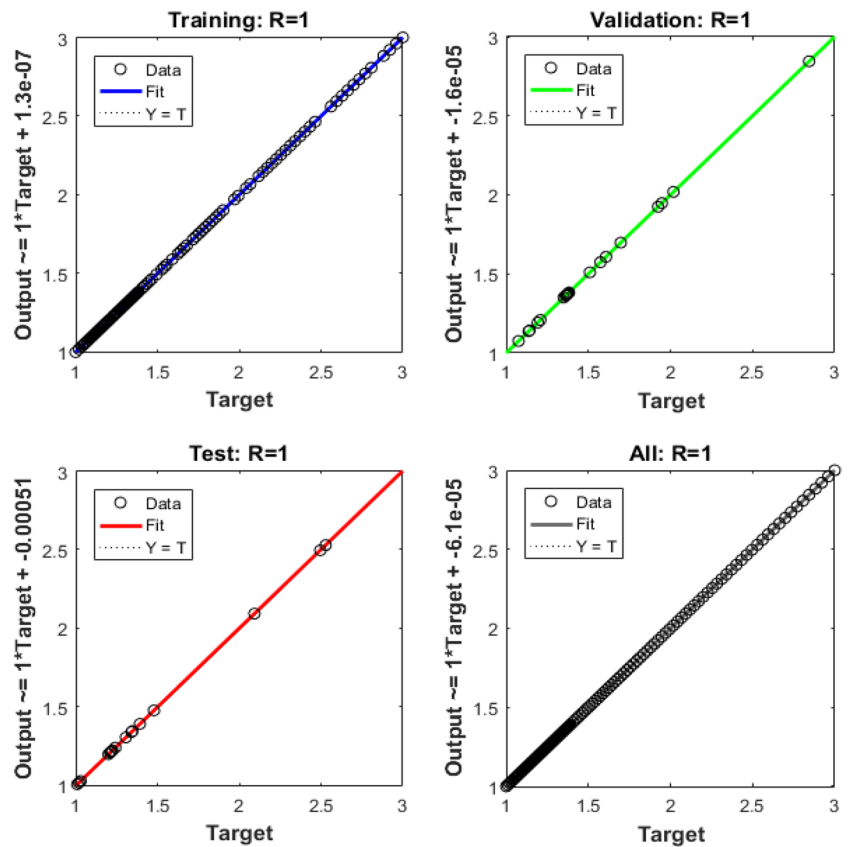 Training: R=1
Output ~= 1*Target + 1.3e-07
3
2.5
2
1.5
1
Data
Fit
Y = T
1
1.5
2
2.5
3
Target
Validation: R=1
Output ~= 1*Target + -1.6e-05
3
2.5
2
1.5
1
Data
Fit
Y = T
1
1.5
2
2.5
3
Target
Test: R=1
Output ~= 1*Target + -0.00051
3
2.5
2
1.5
1
Data
Fit
Y = T
1
1.5
2
2.5
3
Target
All: R=1
Output ~= 1*Target + -6.1e-05
3
2.5
2
1.5
1
Data
Fit
Y = T
1
1.5
2
2.5
3
Target